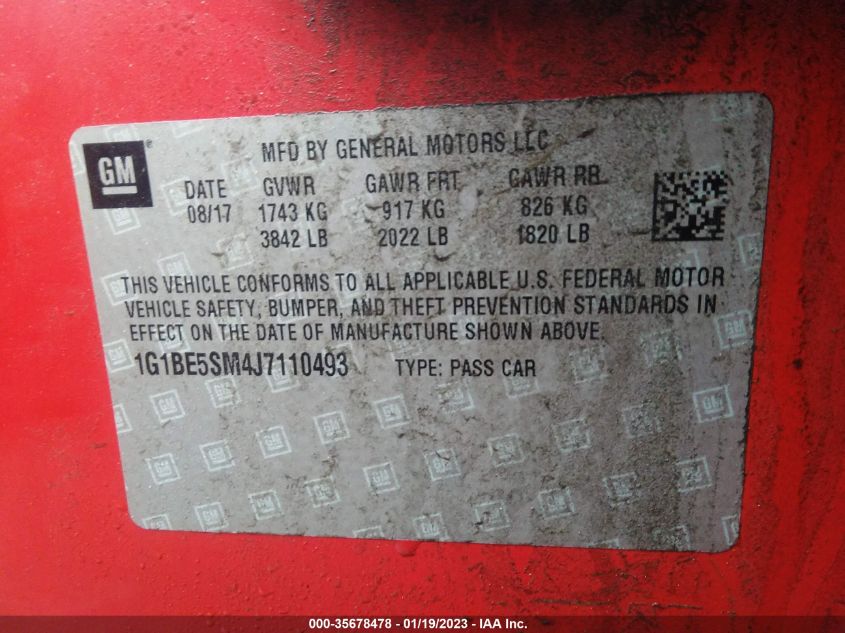 GM
MFD BY GENERAL MOTORS LLC
DATE GVWR GAWR FRT GAWR RR
08/17 1743 KG 917 KG 826 KG
3842 LB 2022 LB 1820 LB
THIS VEHICLE CONFORMS TO ALL APPLICABLE U.S. FEDERAL MOTOR
VEHICLE SAFETY, BUMPER, AND THEFT PREVENTION STANDARDS IN
EFFECT ON THE DATE OF MANUFACTURE SHOWN ABOVE.
1G1BE5SM4J7110493 TYPE: PASS CAR
000-35678478 - 01/19/2023 - IAA Inc.